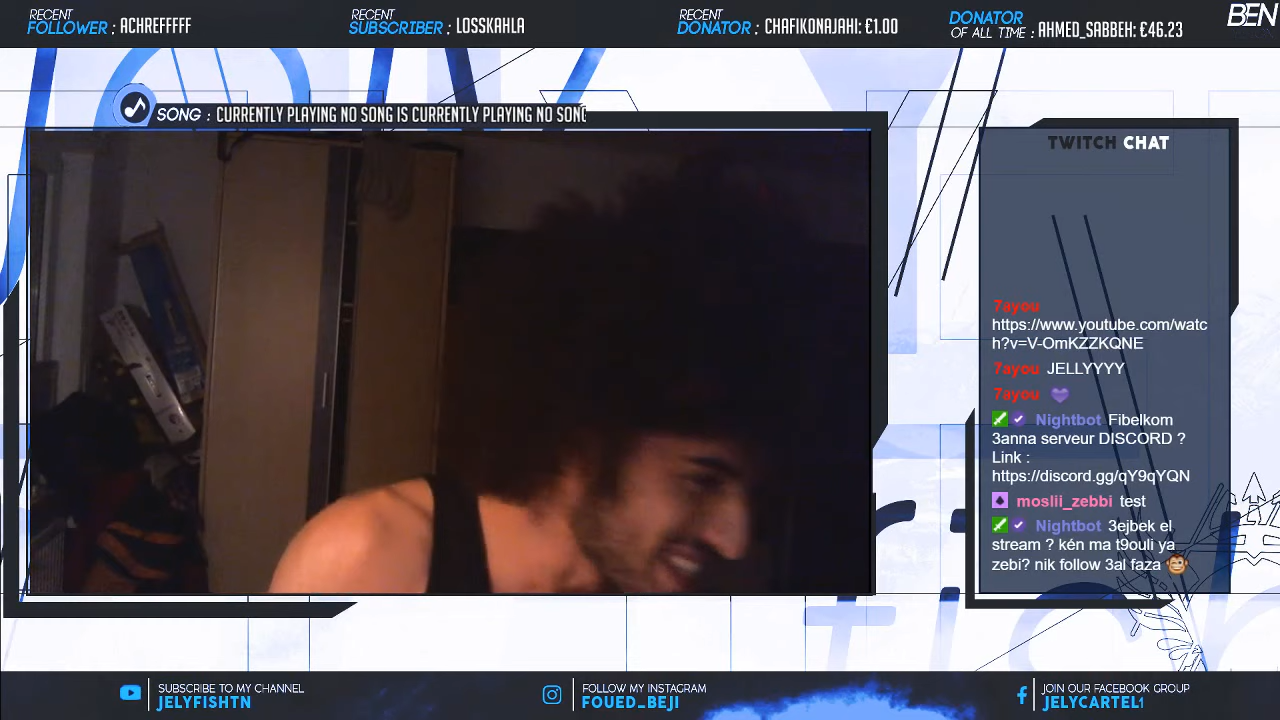 RECENT
FOLLOWER : ACHREFFFFF
RECENT
SUBSCRIBER : LOSSKAHLA
RECENT
DONATOR : CHAFIKONAJAHI: €1.00
DONATOR
OF ALL TIME : AHMED_SABBEH: €46.23
BEN
SONG : CURRENTLY PLAYING NO SONG IS CURRENTLY PLAYING NO SONG
TWITCH CHAT
7ayou
https://www.youtube.com/watc
h?v=V-OmKZZKQNE
7ayou JELLYYYY
7ayou
Nightbot Fibelkom
3anna serveur DISCORD ?
Link :
https://discord.gg/qY9qYQN
moslii_zebbi test
Nightbot 3ejbek el
stream ? kén ma t9ouli ya
zebi? nik follow 3al faza
SUBSCRIBE TO MY CHANNEL
JELYFISHTN
FOLLOW MY INSTAGRAM
FOUED_BEJI
JOIN OUR FACEBOOK GROUP
JELYCARTEL1